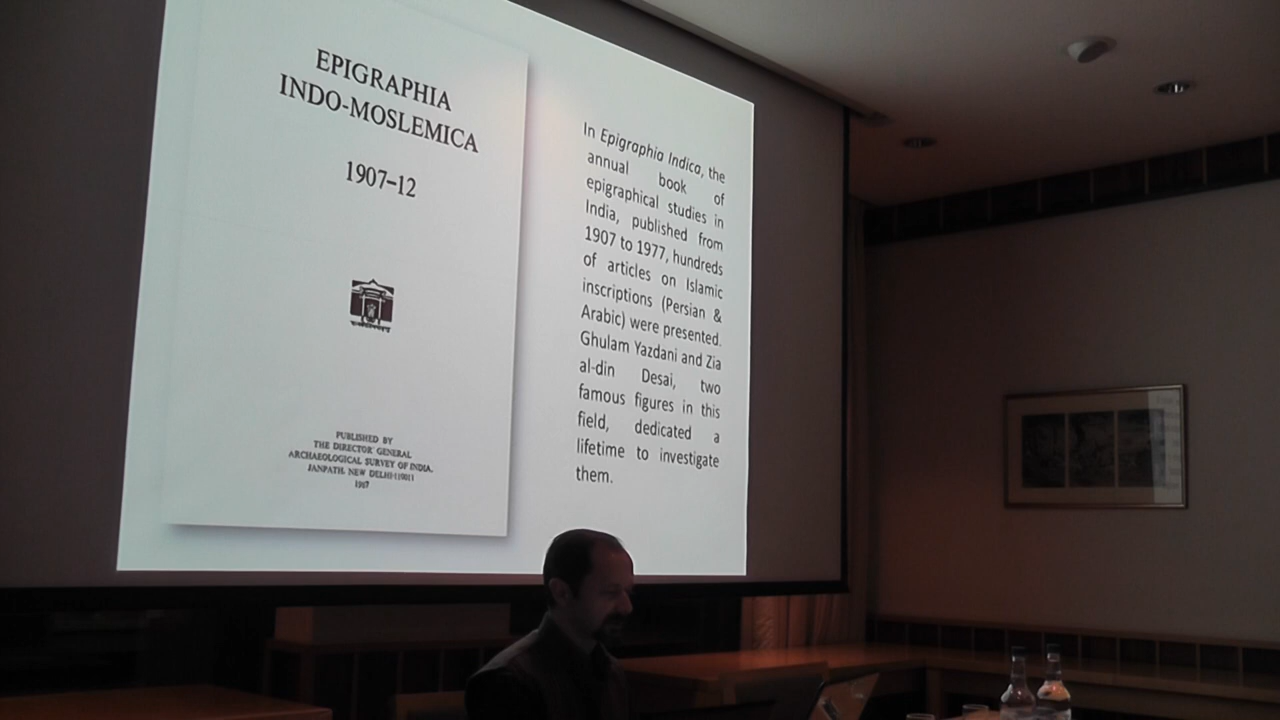 EPIGRAPHIA
INDO-MOSLEMICA
1907–12
PUBLISHED BY
THE DIRECTOR GENERAL
ARCHAEOLOGICAL SURVEY OF INDIA,
JANPATH, NEW DELHI-110011
1987
In Epigraphia Indica, the
annual book of
epigraphical studies in
India, published from
1907 to 1977, hundreds
of articles on Islamic
inscriptions (Persian &
Arabic) were presented.
Ghulam Yazdani and Zia
al-din Desai, two
famous figures in this
field, dedicated a
lifetime to investigate
them.